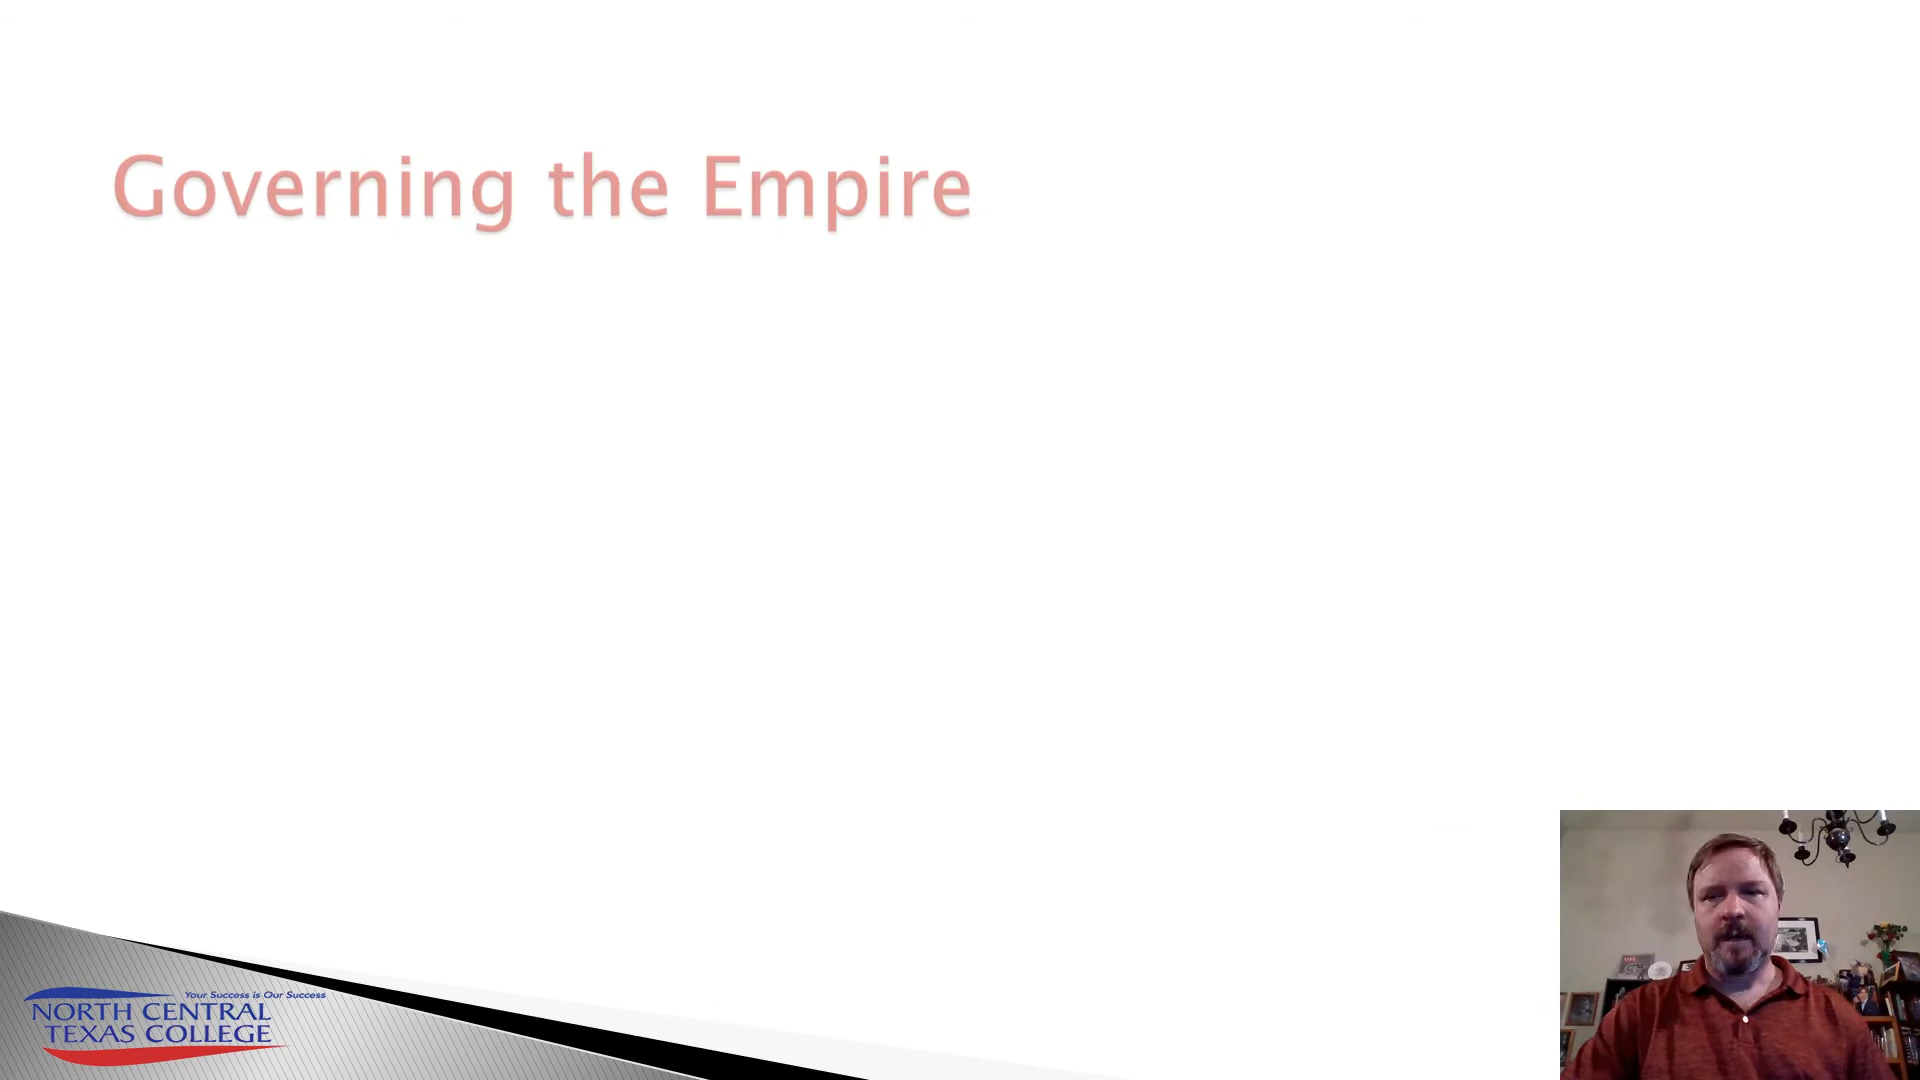 Governing the Empire
Your Success is Our Success
NORTH CENTRAL
TEXAS COLLEGE